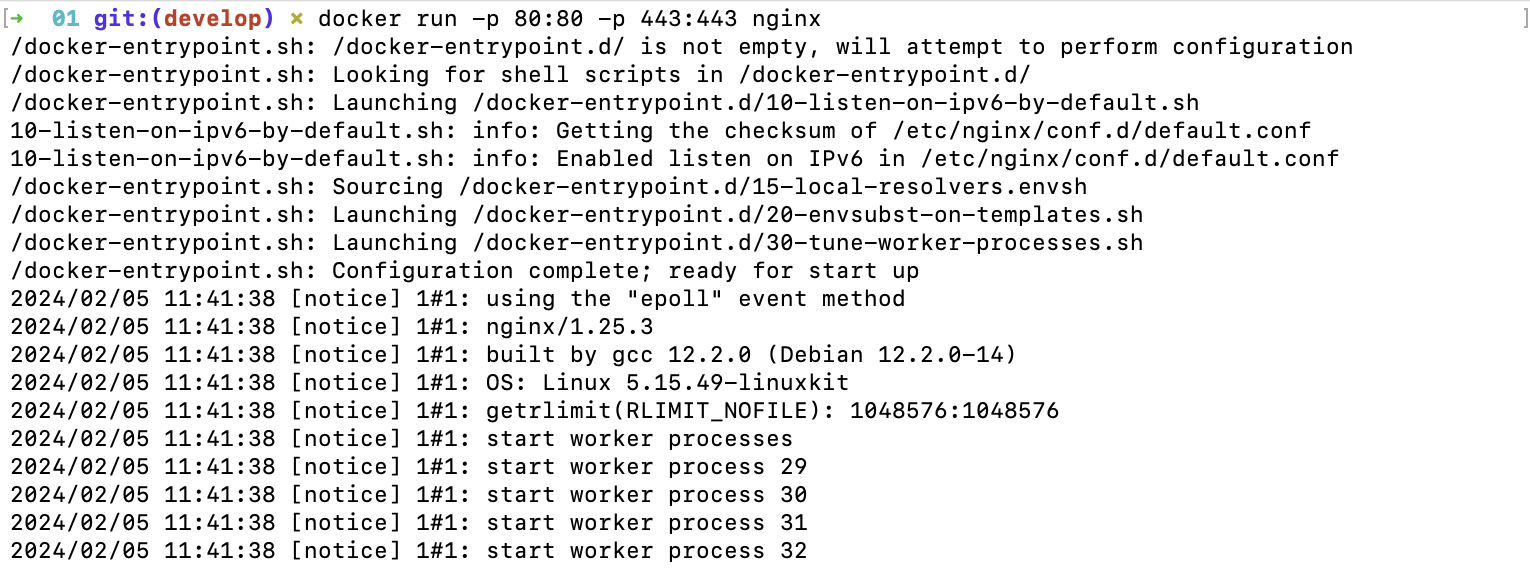 [➜  01 git:(develop) ✗ docker run -p 80:80 -p 443:443 nginx ]
/docker-entrypoint.sh: /docker-entrypoint.d/ is not empty, will attempt to perform configuration
/docker-entrypoint.sh: Looking for shell scripts in /docker-entrypoint.d/
/docker-entrypoint.sh: Launching /docker-entrypoint.d/10-listen-on-ipv6-by-default.sh
10-listen-on-ipv6-by-default.sh: info: Getting the checksum of /etc/nginx/conf.d/default.conf
10-listen-on-ipv6-by-default.sh: info: Enabled listen on IPv6 in /etc/nginx/conf.d/default.conf
/docker-entrypoint.sh: Sourcing /docker-entrypoint.d/15-local-resolvers.envsh
/docker-entrypoint.sh: Launching /docker-entrypoint.d/20-envsubst-on-templates.sh
/docker-entrypoint.sh: Launching /docker-entrypoint.d/30-tune-worker-processes.sh
/docker-entrypoint.sh: Configuration complete; ready for start up
2024/02/05 11:41:38 [notice] 1#1: using the "epoll" event method
2024/02/05 11:41:38 [notice] 1#1: nginx/1.25.3
2024/02/05 11:41:38 [notice] 1#1: built by gcc 12.2.0 (Debian 12.2.0-14)
2024/02/05 11:41:38 [notice] 1#1: OS: Linux 5.15.49-linuxkit
2024/02/05 11:41:38 [notice] 1#1: getrlimit(RLIMIT_NOFILE): 1048576:1048576
2024/02/05 11:41:38 [notice] 1#1: start worker processes
2024/02/05 11:41:38 [notice] 1#1: start worker process 29
2024/02/05 11:41:38 [notice] 1#1: start worker process 30
2024/02/05 11:41:38 [notice] 1#1: start worker process 31
2024/02/05 11:41:38 [notice] 1#1: start worker process 32